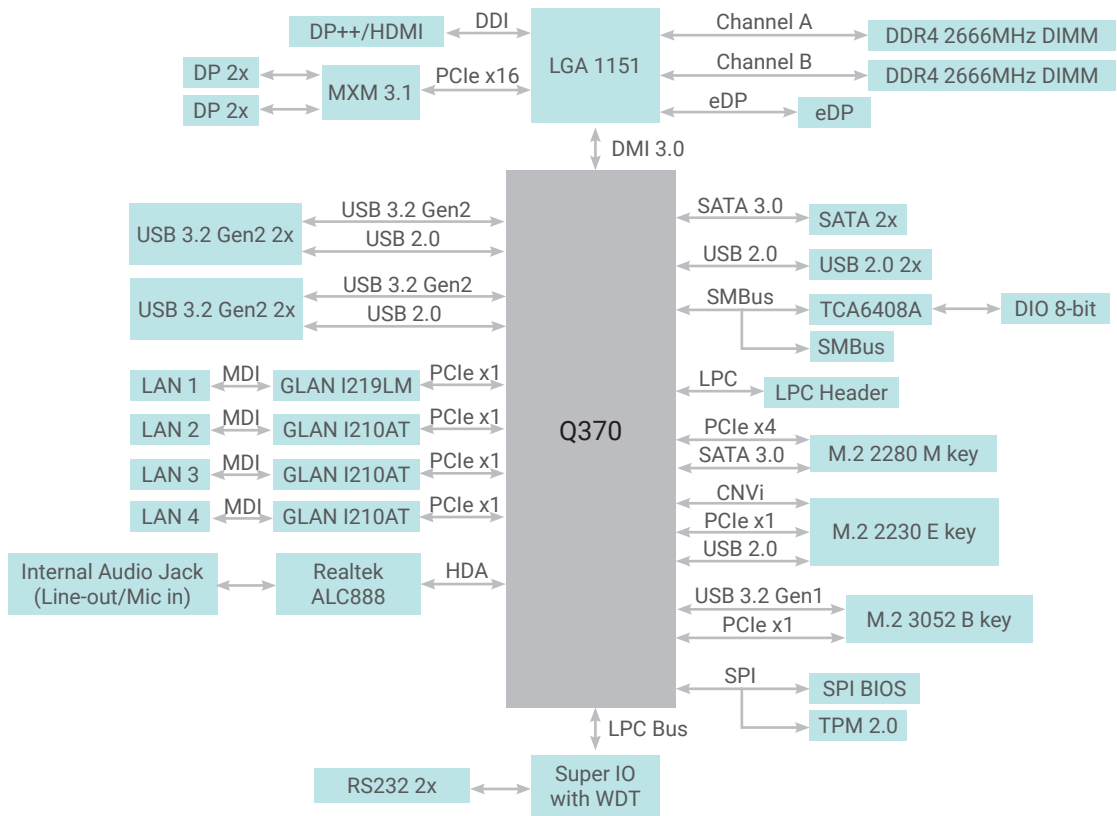 DP++/HDMI
DDI
LGA 1151
Channel A
DDR4 2666MHz DIMM
Channel B
DDR4 2666MHz DIMM
DP 2x
DP 2x
MXM 3.1
PCIe x16
eDP
eDP
DMI 3.0
Q370
USB 3.2 Gen2 2x
USB 3.2 Gen2
USB 2.0
USB 3.2 Gen2 2x
USB 3.2 Gen2
USB 2.0
LAN 1
MDI
GLAN I219LM
PCIe x1
LAN 2
MDI
GLAN I210AT
PCIe x1
LAN 3
MDI
GLAN I210AT
PCIe x1
LAN 4
MDI
GLAN I210AT
PCIe x1
Internal Audio Jack
(Line-out/Mic in)
Realtek
ALC888
HDA
SATA 3.0
SATA 2x
USB 2.0
USB 2.0 2x
SMBus
TCA6408A
DIO 8-bit
SMBus
LPC
LPC Header
PCIe x4
SATA 3.0
M.2 2280 M key
CNVi
PCIe x1
USB 2.0
M.2 2230 E key
USB 3.2 Gen1
PCIe x1
M.2 3052 B key
SPI
SPI BIOS
TPM 2.0
LPC Bus
RS232 2x
Super IO
with WDT